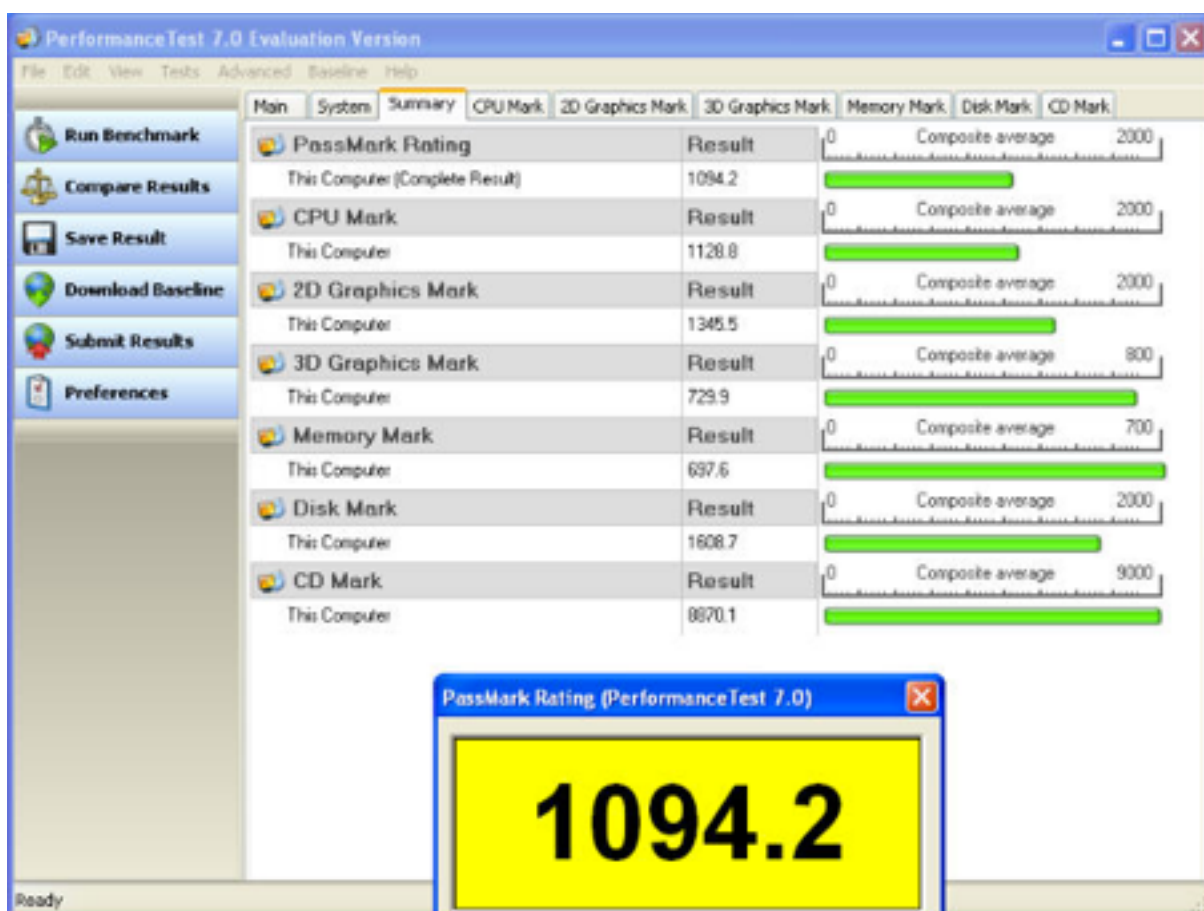 PerformanceTest 7.0 Evaluation Version
File Edit View Tests Advanced Baseline Help
Main System Summary CPU Mark 2D Graphics Mark 3D Graphics Mark Memory Mark Disk Mark CD Mark
Run Benchmark
Compare Results
Save Result
Download Baseline
Submit Results
Preferences
PassMark Rating Result 0 Composite average 2000
This Computer (Complete Result) 1094.2
CPU Mark Result 0 Composite average 2000
This Computer 1128.8
2D Graphics Mark Result 0 Composite average 2000
This Computer 1345.5
3D Graphics Mark Result 0 Composite average 800
This Computer 729.9
Memory Mark Result 0 Composite average 700
This Computer 697.6
Disk Mark Result 0 Composite average 2000
This Computer 1608.7
CD Mark Result 0 Composite average 9000
This Computer 8870.1
PassMark Rating (PerformanceTest 7.0)
1094.2
Ready